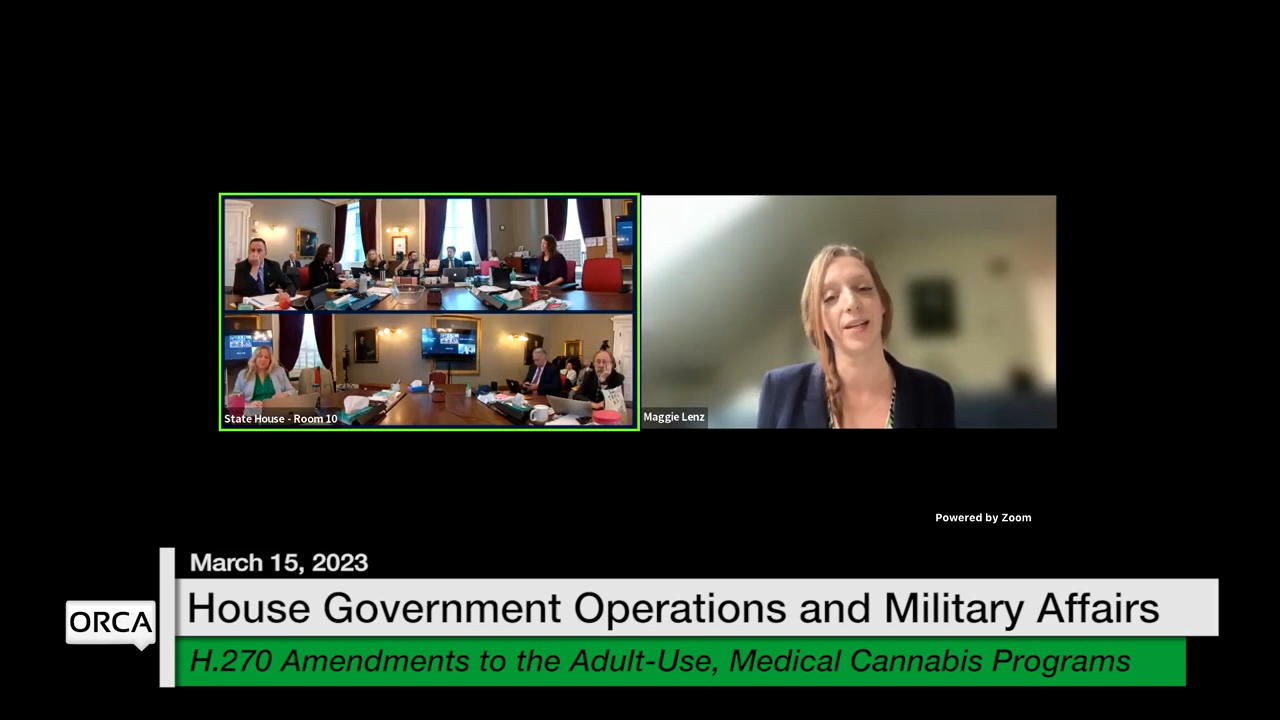 State House - Room 10
Maggie Lenz
Powered by Zoom
March 15, 2023
House Government Operations and Military Affairs
ORCA
H.270 Amendments to the Adult-Use, Medical Cannabis Programs